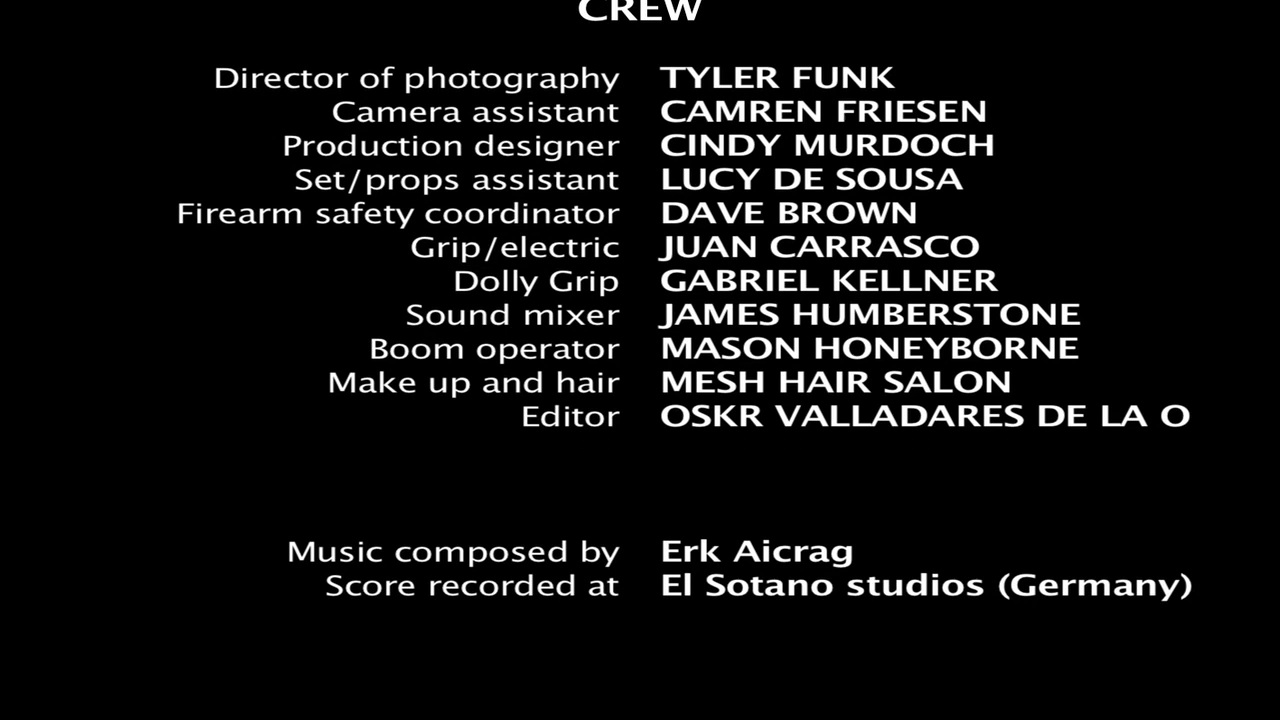 CREW
Director of photography TYLER FUNK
Camera assistant CAMREN FRIESEN
Production designer CINDY MURDOCH
Set/props assistant LUCY DE SOUSA
Firearm safety coordinator DAVE BROWN
Grip/electric JUAN CARRASCO
Dolly Grip GABRIEL KELLNER
Sound mixer JAMES HUMBERSTONE
Boom operator MASON HONEYBORNE
Make up and hair MESH HAIR SALON
Editor OSKR VALLADARES DE LA O
Music composed by Erk Aicrag
Score recorded at El Sotano studios (Germany)